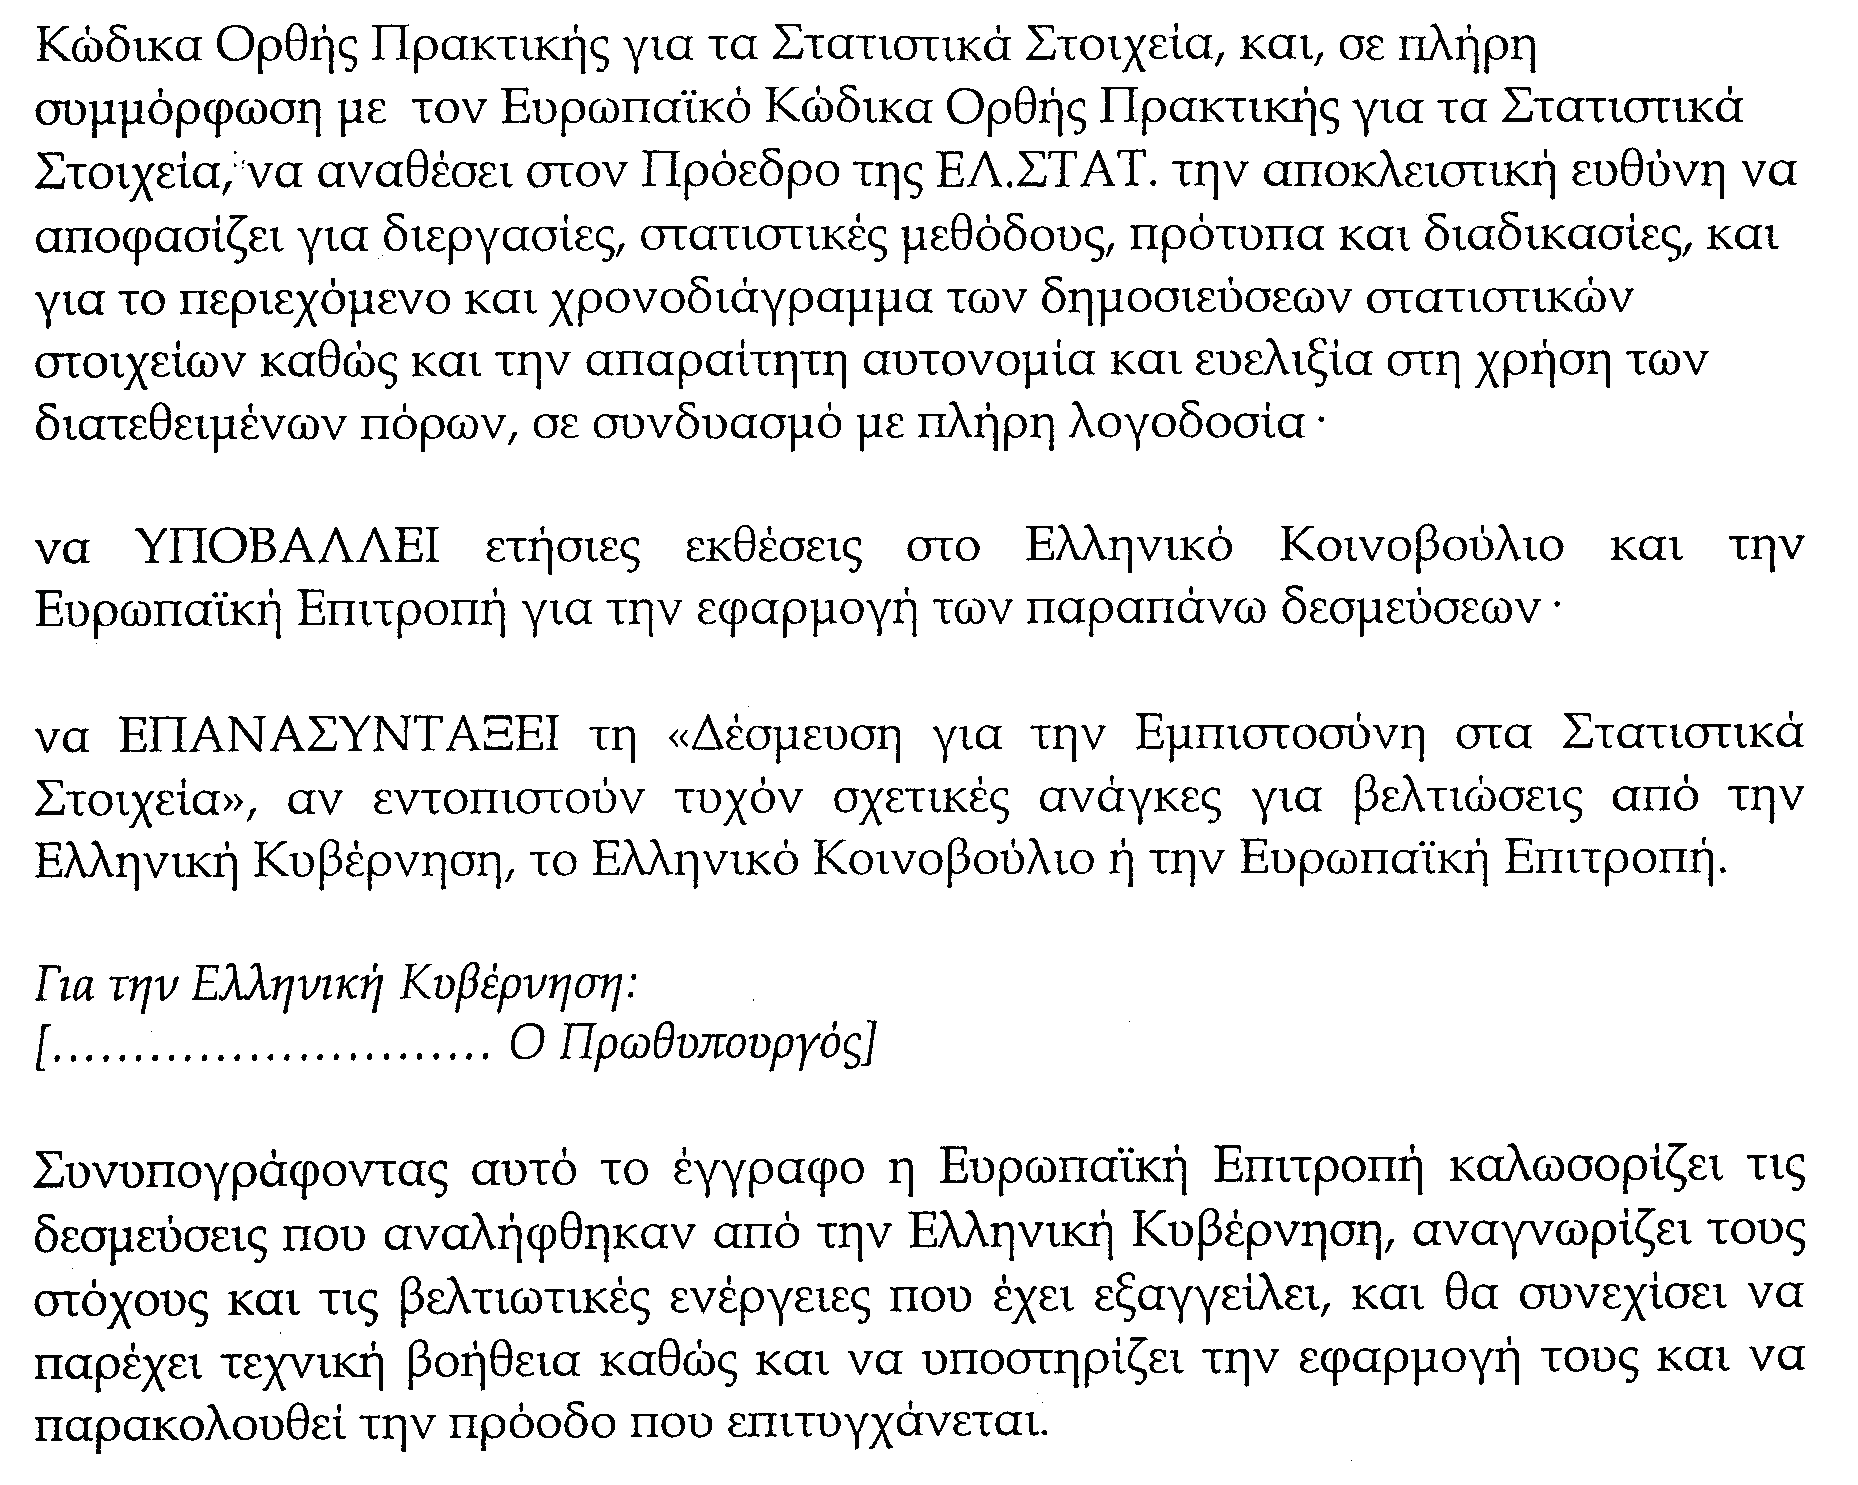 Κώδικα Ορθής Πρακτικής για τα Στατιστικά Στοιχεία, και, σε πλήρη
συμμόρφωση με τον Ευρωπαϊκό Κώδικα Ορθής Πρακτικής για τα Στατιστικά
Στοιχεία, να αναθέσει στον Πρόεδρο της ΕΛ.ΣΤΑΤ. την αποκλειστική ευθύνη να
αποφασίζει για διεργασίες, στατιστικές μεθόδους, πρότυπα και διαδικασίες, και
για το περιεχόμενο και χρονοδιάγραμμα των δημοσιεύσεων στατιστικών
στοιχείων καθώς και την απαραίτητη αυτονομία και ευελιξία στη χρήση των
διατεθειμένων πόρων, σε συνδυασμό με πλήρη λογοδοσία·
να ΥΠΟΒΑΛΛΕΙ ετήσιες εκθέσεις στο Ελληνικό Κοινοβούλιο και την
Ευρωπαϊκή Επιτροπή για την εφαρμογή των παραπάνω δεσμεύσεων·
να ΕΠΑΝΑΣΥΝΤΑΞΕΙ τη «Δέσμευση για την Εμπιστοσύνη στα Στατιστικά
Στοιχεία», αν εντοπιστούν τυχόν σχετικές ανάγκες για βελτιώσεις από την
Ελληνική Κυβέρνηση, το Ελληνικό Κοινοβούλιο ή την Ευρωπαϊκή Επιτροπή.
Για την Ελληνική Κυβέρνηση:
[........................... Ο Πρωθυπουργός]
Συνυπογράφοντας αυτό το έγγραφο η Ευρωπαϊκή Επιτροπή καλωσορίζει τις
δεσμεύσεις που αναλήφθηκαν από την Ελληνική Κυβέρνηση, αναγνωρίζει τους
στόχους και τις βελτιωτικές ενέργειες που έχει εξαγγείλει, και θα συνεχίσει να
παρέχει τεχνική βοήθεια καθώς και να υποστηρίζει την εφαρμογή τους και να
παρακολουθεί την πρόοδο που επιτυγχάνεται.